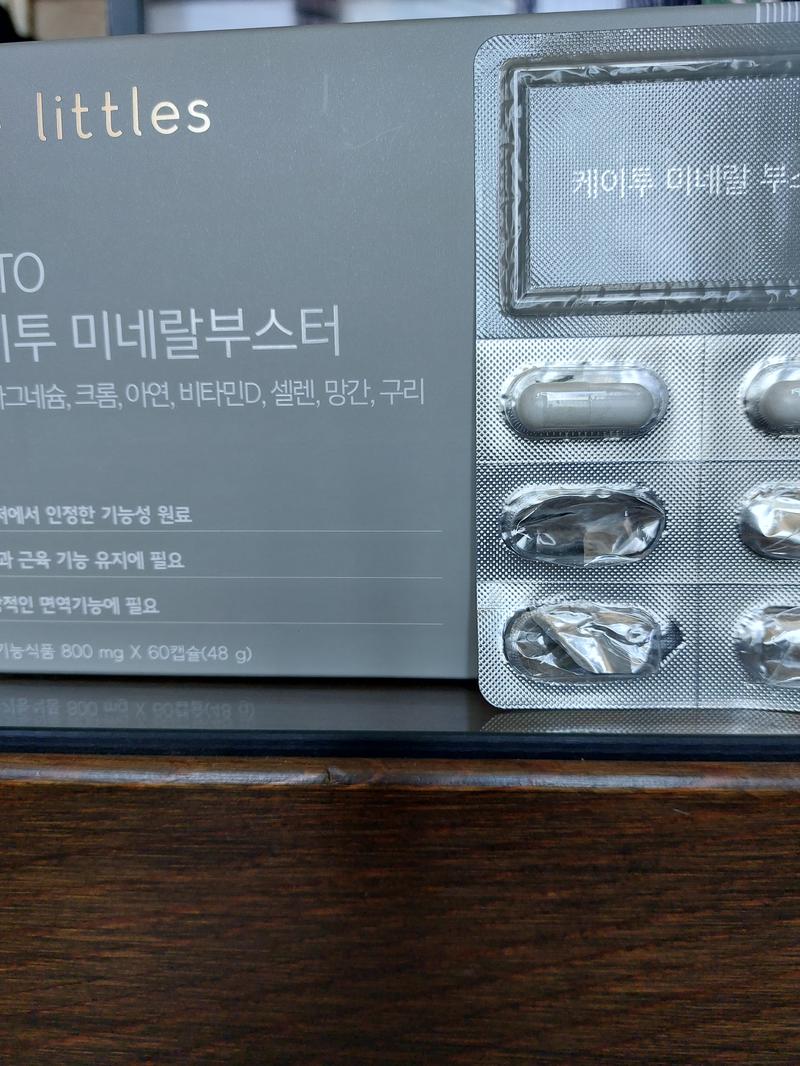 littles
TO
이투 미네랄부스터
마그네슘, 크롬, 아연, 비타민D, 셀렌, 망간, 구리
처에서 인정한 기능성 원료
과 근육 기능 유지에 필요
상적인 면역기능에 필요
기능식품 800 mg X 60캡슐(48 g)
케이투 미네랄 부스